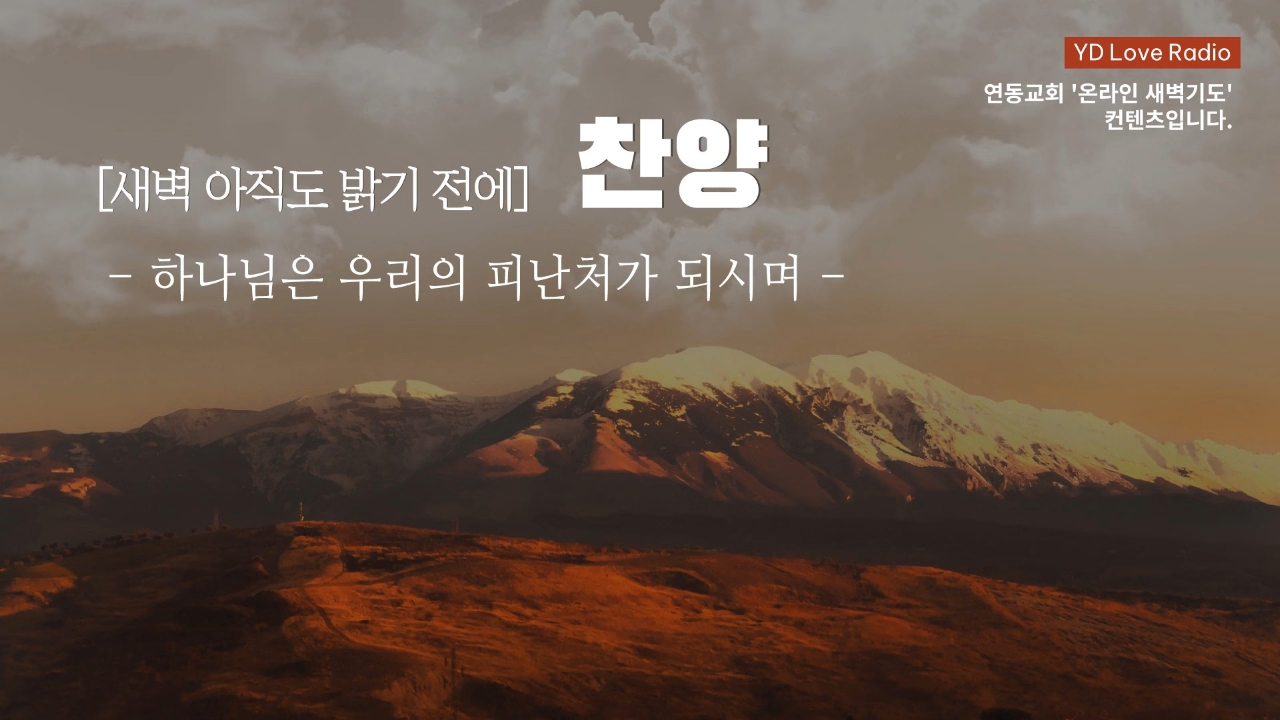 YD Love Radio
연동교회 '온라인 새벽기도'
컨텐츠입니다.
[새벽 아직도 밝기 전에] 찬양
- 하나님은 우리의 피난처가 되시며 -